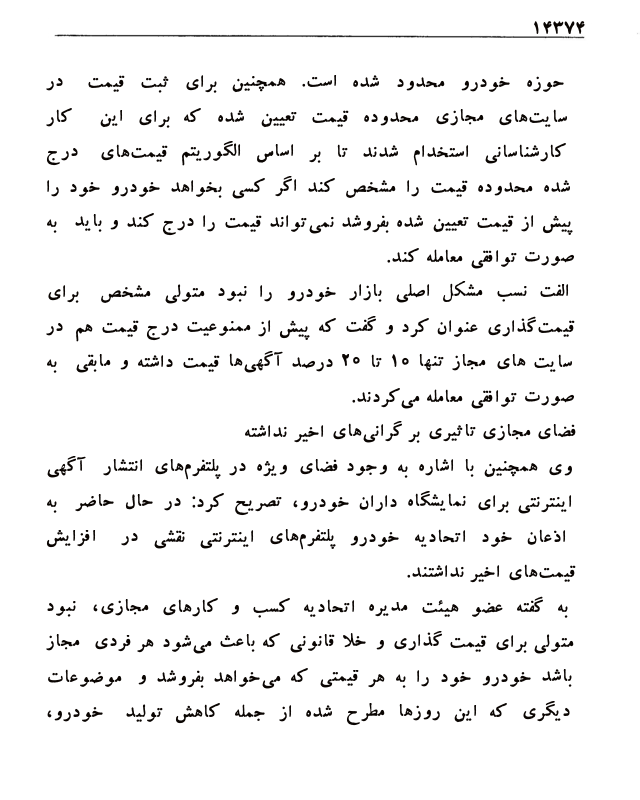 ۱۴۳۷۴
حوزه خودرو محدود شده است. همچنین برای ثبت قیمت در
سایت‌های مجازی محدوده قیمت تعیین شده که برای این کار
کارشناسانی استخدام شدند تا بر اساس الگوریتم قیمت‌های درج
شده محدوده قیمت را مشخص کند اگر کسی بخواهد خودرو خود را
پیش از قیمت تعیین شده بفروشد نمی‌تواند قیمت را درج کند و باید به
صورت توافقی معامله کند.
الفت نسب مشکل اصلی بازار خودرو را نبود متولی مشخص برای
قیمت‌گذاری عنوان کرد و گفت که پیش از ممنوعیت درج قیمت هم در
سایت های مجاز تنها ۱۵ تا ۲۵ درصد آگهی‌ها قیمت داشته و مابقی به
صورت توافقی معامله می‌کردند.
فضای مجازی تاثیری بر گرانی‌های اخیر نداشته
وی همچنین با اشاره به وجود فضای ویژه در پلتفرم‌های انتشار آگهی
اینترنتی برای نمایشگاه داران خودرو، تصریح کرد: در حال حاضر به
اذعان خود اتحادیه خودرو پلتفرم‌های اینترنتی نقشی در افزایش
قیمت‌های اخیر نداشتند.
به گفته عضو هیئت مدیره اتحادیه کسب و کارهای مجازی، نبود
متولی برای قیمت گذاری و خلا قانونی که باعث می‌شود هر فردی مجاز
باشد خودرو خود را به هر قیمتی که می‌خواهد بفروشد و موضوعات
دیگری که این روزها مطرح شده از جمله کاهش تولید خودرو،